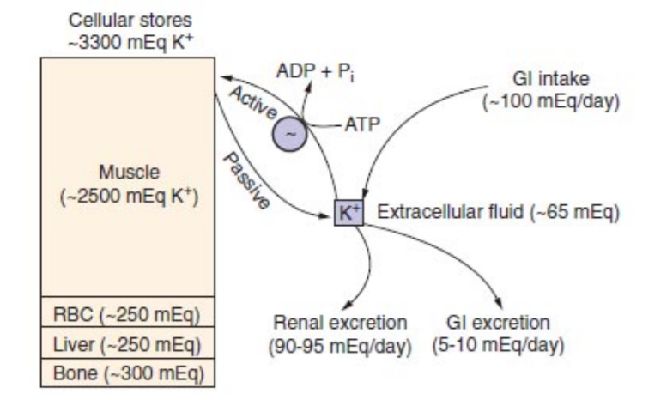 Cellular stores
~3300 mEq K⁺
ADP + Pᵢ
GI intake
(~100 mEq/day)
Active
~
ATP
Muscle
(~2500 mEq K⁺)
Passive
K⁺
Extracellular fluid (~65 mEq)
RBC (~250 mEq)
Liver (~250 mEq)
Bone (~300 mEq)
Renal excretion
(90-95 mEq/day)
GI excretion
(5-10 mEq/day)